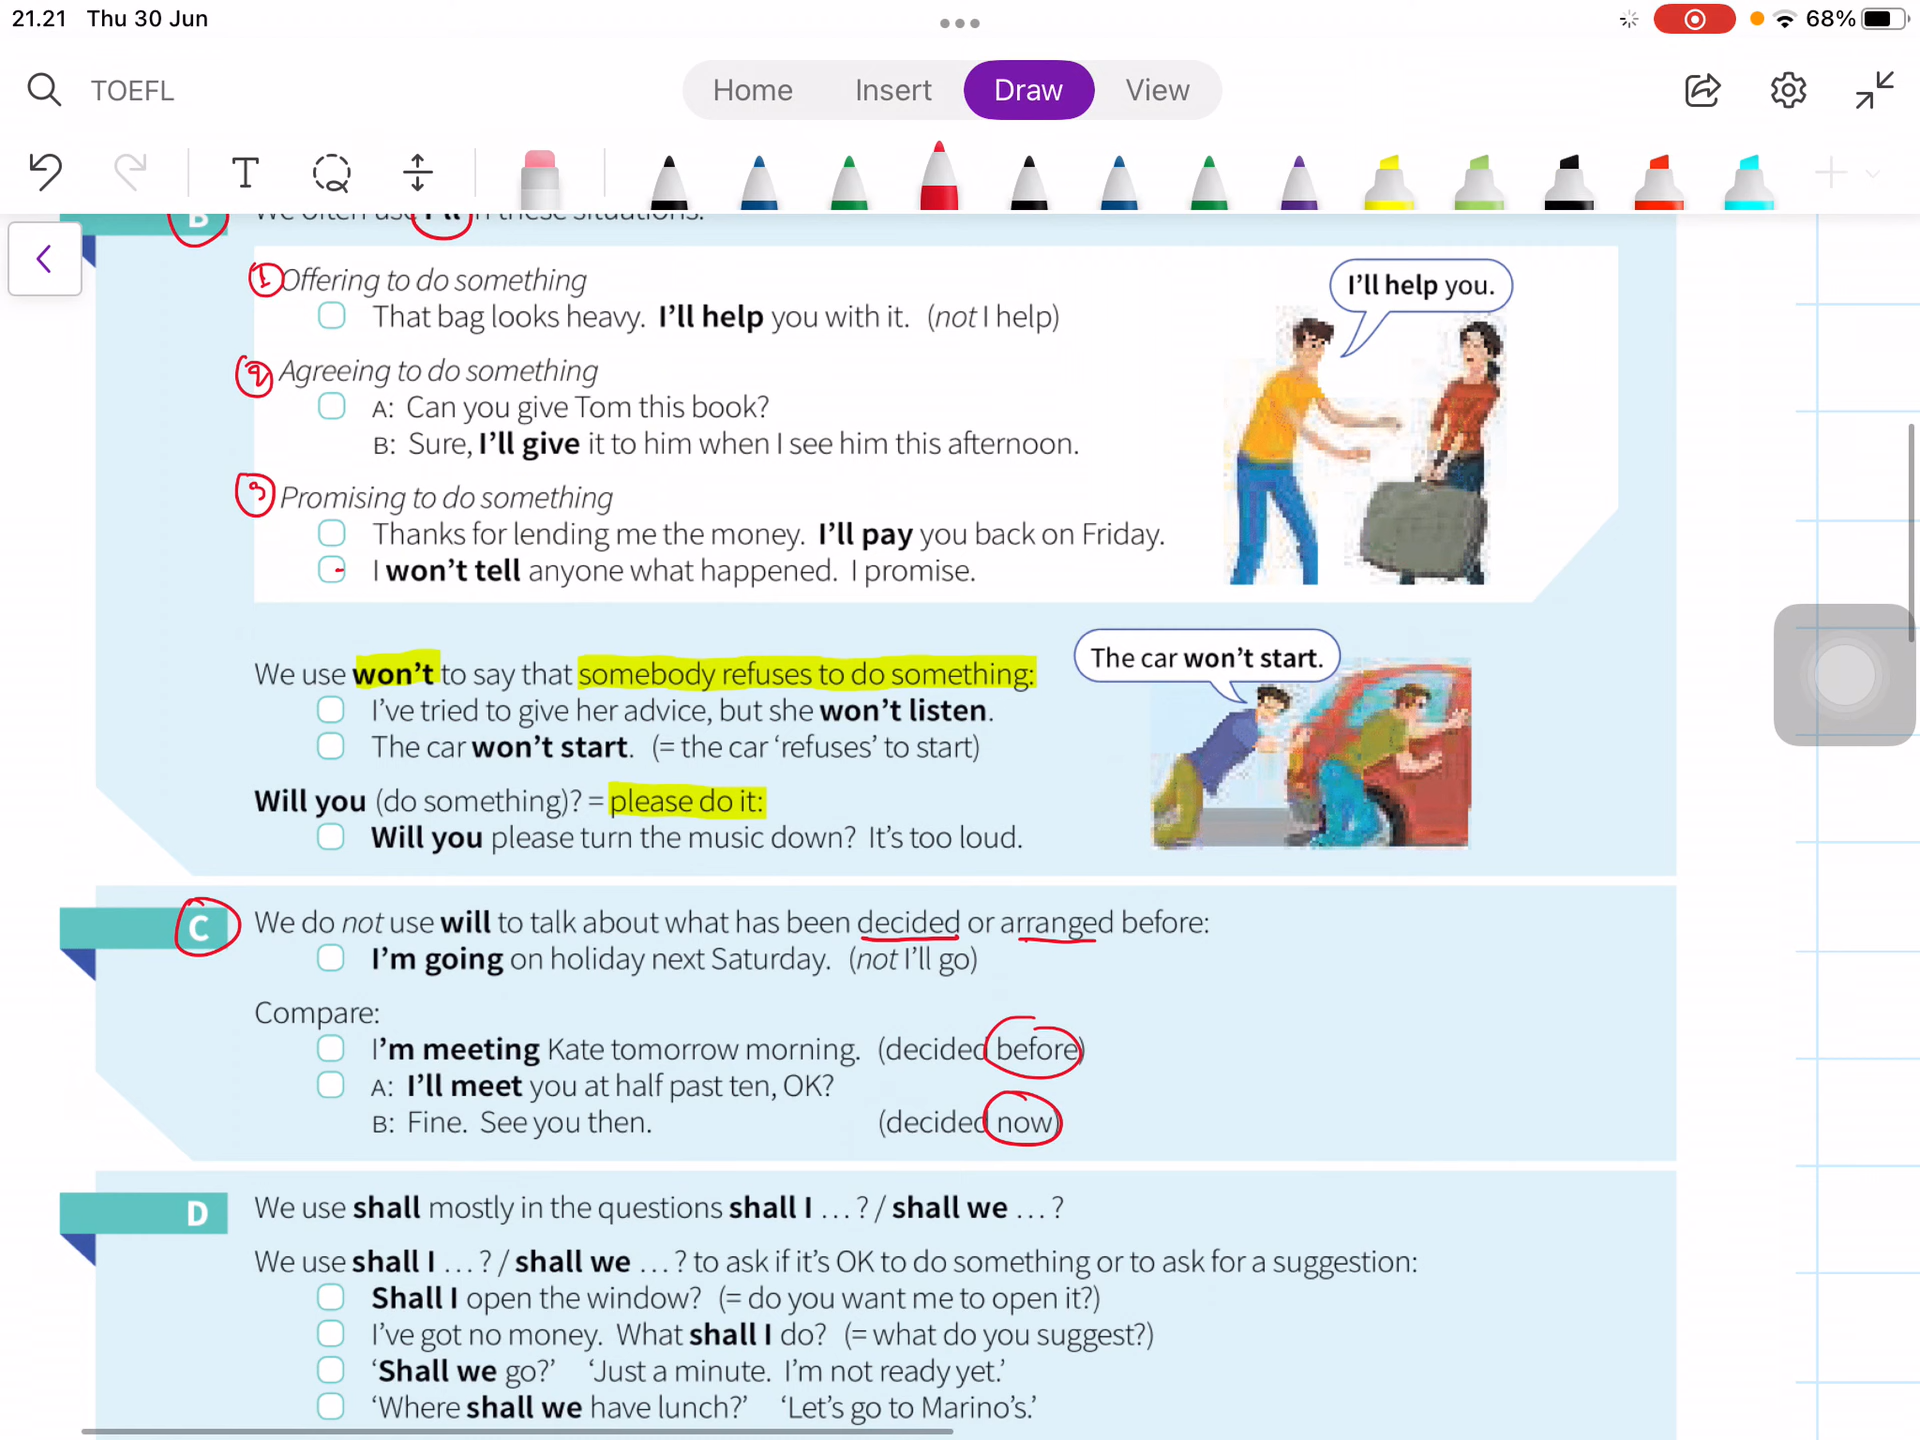 21.21 Thu 30 Jun
68%
TOEFL
Home Insert Draw View
B We often use I'll in these situations:
1 Offering to do something
That bag looks heavy. I'll help you with it. (not I help)
I'll help you.
2 Agreeing to do something
A: Can you give Tom this book?
B: Sure, I'll give it to him when I see him this afternoon.
3 Promising to do something
Thanks for lending me the money. I'll pay you back on Friday.
I won't tell anyone what happened. I promise.
We use won't to say that somebody refuses to do something:
The car won't start.
I've tried to give her advice, but she won't listen.
The car won't start. (= the car 'refuses' to start)
Will you (do something)? = please do it:
Will you please turn the music down? It's too loud.
C We do not use will to talk about what has been decided or arranged before:
I'm going on holiday next Saturday. (not I'll go)
Compare:
I'm meeting Kate tomorrow morning. (decided before)
A: I'll meet you at half past ten, OK?
B: Fine. See you then. (decided now)
D We use shall mostly in the questions shall I …? / shall we …?
We use shall I …? / shall we …? to ask if it's OK to do something or to ask for a suggestion:
Shall I open the window? (= do you want me to open it?)
I've got no money. What shall I do? (= what do you suggest?)
'Shall we go?' 'Just a minute. I'm not ready yet.'
'Where shall we have lunch?' 'Let's go to Marino's.'